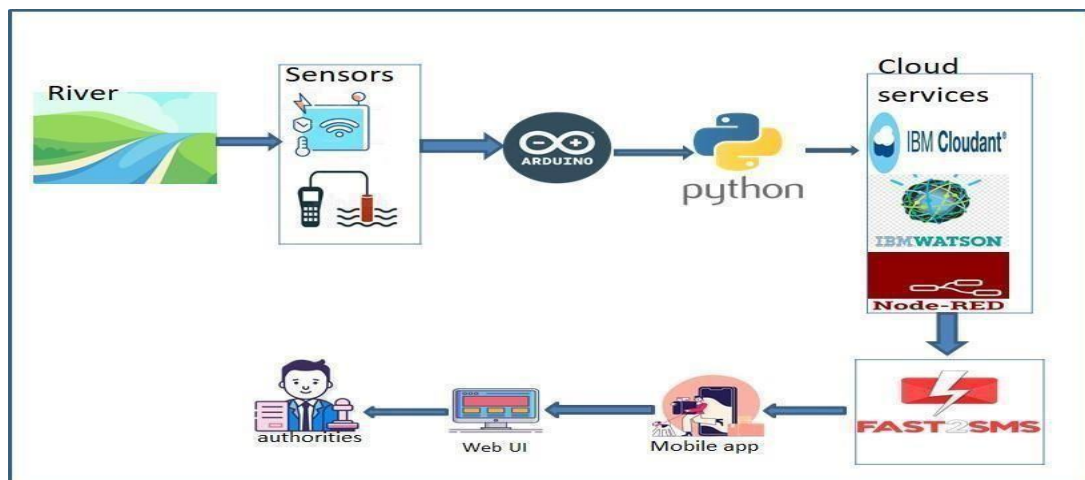 River
Sensors
ARDUINO
python
Cloud
services
IBM Cloudant®
IBMWATSON
Node-RED
FAST2SMS
Mobile app
Web UI
authorities